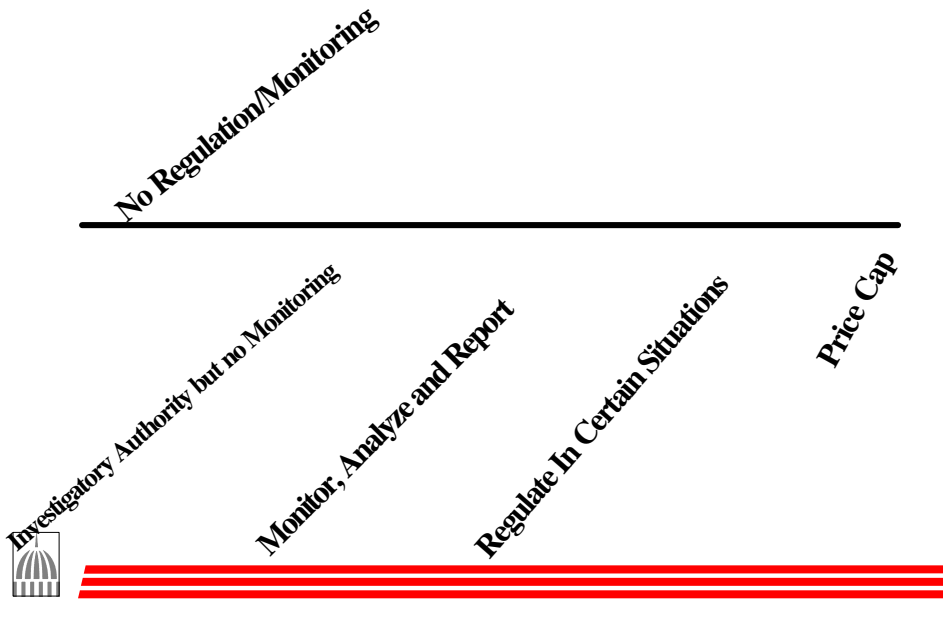 No Regulation/Monitoring
Investigatory Authority but no Monitoring
Monitor, Analyze and Report
Regulate In Certain Situations
Price Cap